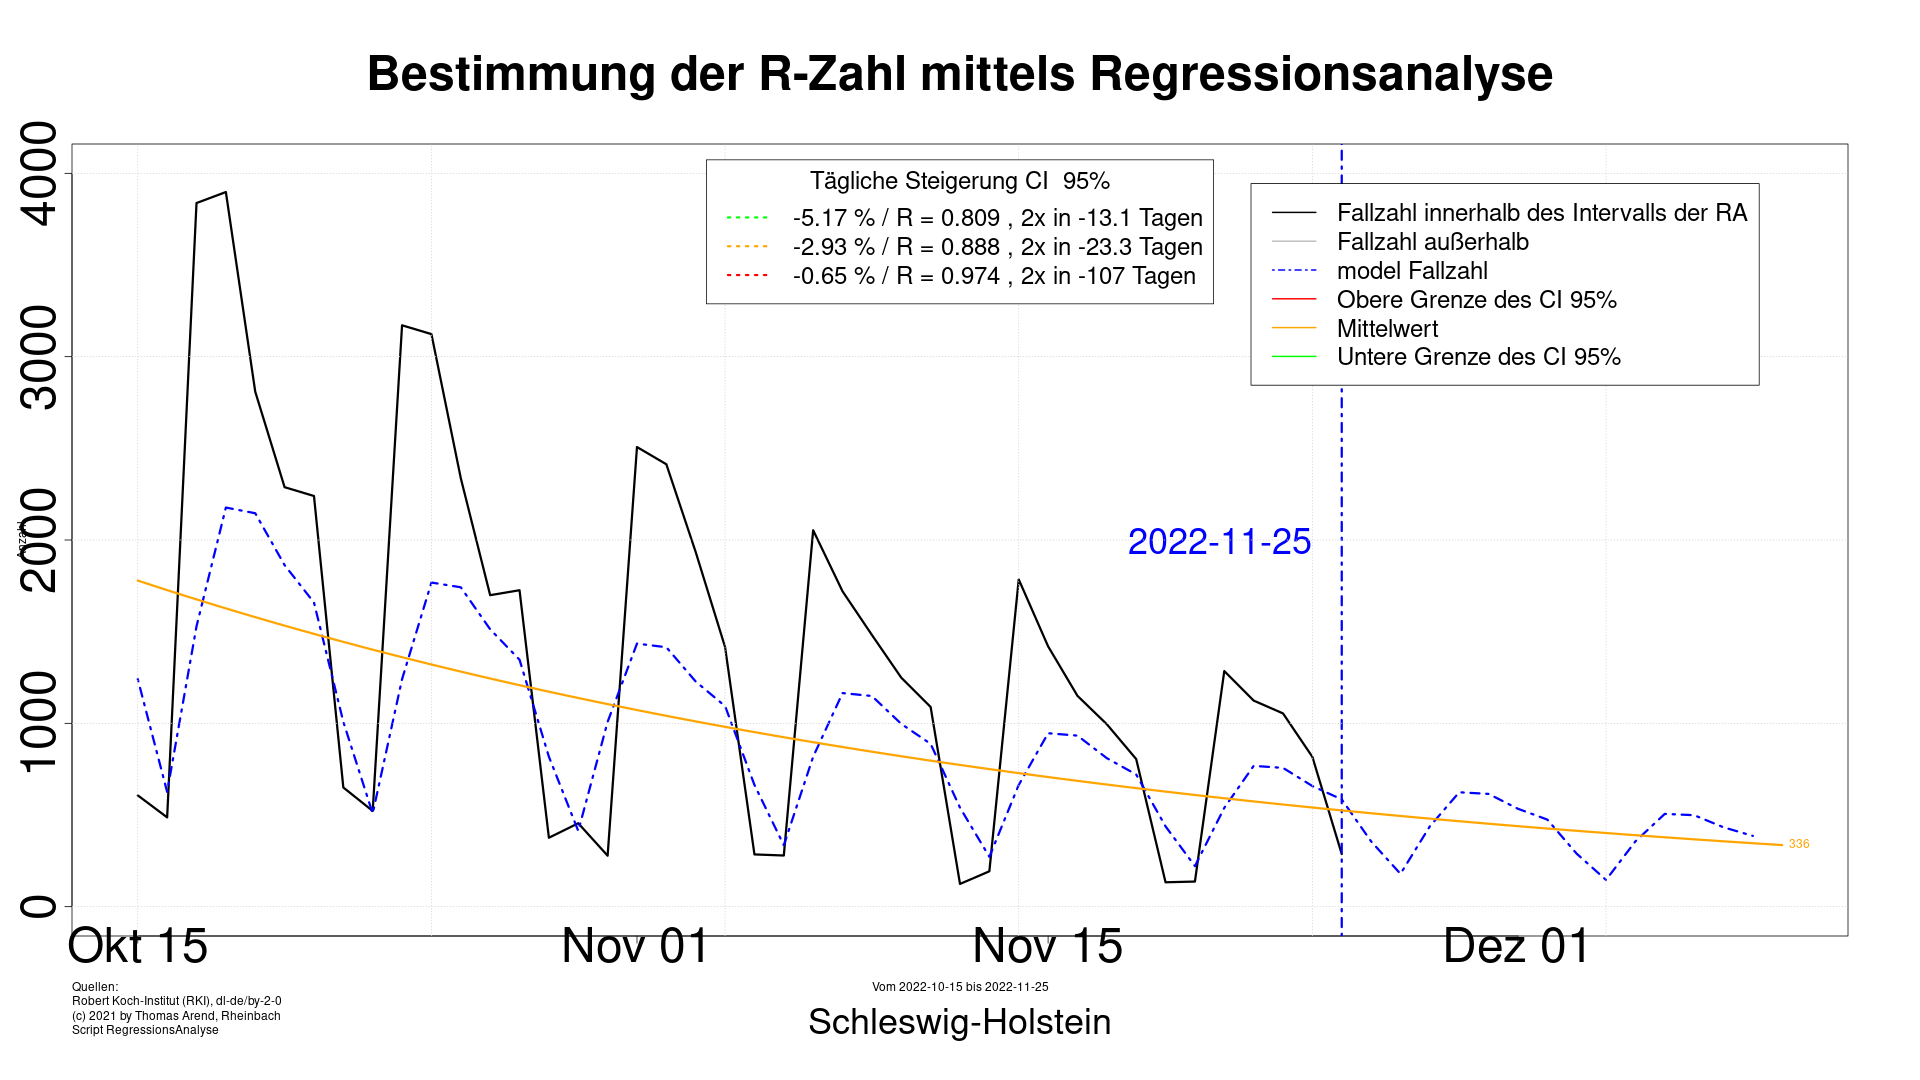 Bestimmung der R-Zahl mittels Regressionsanalyse
Tägliche Steigerung CI  95%
-5.17 % / R = 0.809 , 2x in -13.1 Tagen
-2.93 % / R = 0.888 , 2x in -23.3 Tagen
-0.65 % / R = 0.974 , 2x in -107 Tagen
Fallzahl innerhalb des Intervalls der RA
Fallzahl außerhalb
model Fallzahl
Obere Grenze des CI 95%
Mittelwert
Untere Grenze des CI 95%
4000
3000
2000
1000
0
Anzahl
2022-11-25
336
Okt 15
Nov 01
Nov 15
Dez 01
Quellen:
Robert Koch-Institut (RKI), dl-de/by-2-0
(c) 2021 by Thomas Arend, Rheinbach
Script RegressionsAnalyse
Vom 2022-10-15 bis 2022-11-25
Schleswig-Holstein